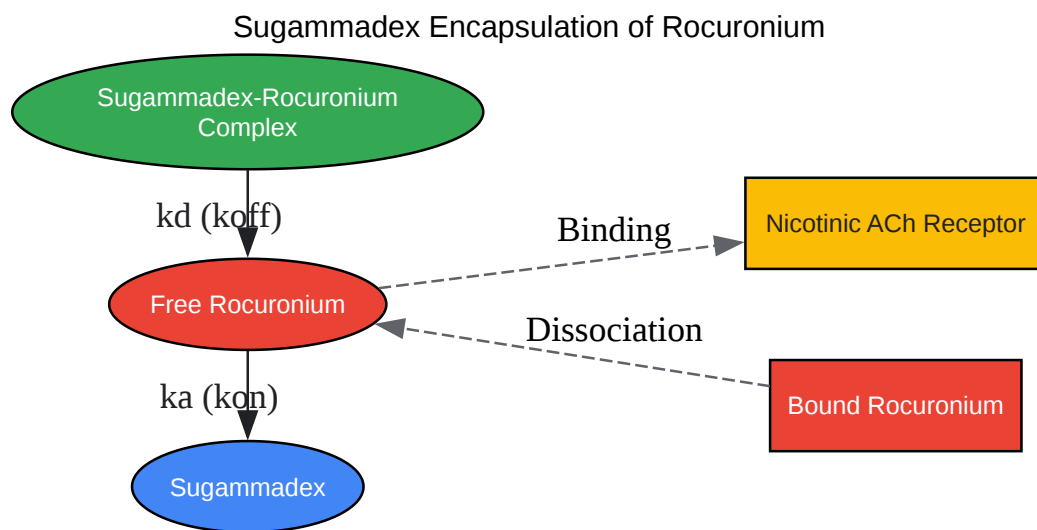 Sugammadex Encapsulation of Rocuronium
Sugammadex-Rocuronium
Complex
kd (koff)
Binding
Nicotinic ACh Receptor
Free Rocuronium
Dissociation
ka (kon)
Bound Rocuronium
Sugammadex